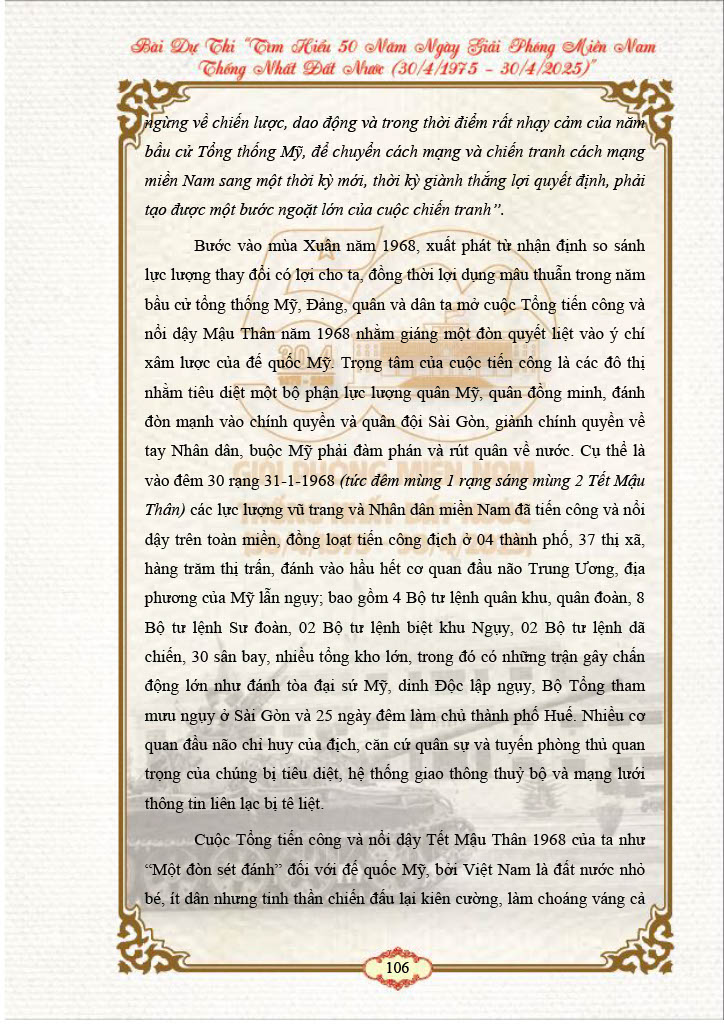 Bài Dự Thi “Tìm Hiểu 50 Năm Ngày Giải Phóng Miền Nam
Thống Nhất Đất Nước (30/4/1975 – 30/4/2025)”
ngừng về chiến lược, dao động và trong thời điểm rất nhạy cảm của năm
bầu cử Tổng thống Mỹ, để chuyển cách mạng và chiến tranh cách mạng
miền Nam sang một thời kỳ mới, thời kỳ giành thắng lợi quyết định, phải
tạo được một bước ngoặt lớn của cuộc chiến tranh”.
Bước vào mùa Xuân năm 1968, xuất phát từ nhận định so sánh
lực lượng thay đổi có lợi cho ta, đồng thời lợi dụng mâu thuẫn trong năm
bầu cử tổng thống Mỹ, Đảng, quân và dân ta mở cuộc Tổng tiến công và
nổi dậy Mậu Thân năm 1968 nhằm giáng một đòn quyết liệt vào ý chí
xâm lược của đế quốc Mỹ. Trọng tâm của cuộc tiến công là các đô thị
nhằm tiêu diệt một bộ phận lực lượng quân Mỹ, quân đồng minh, đánh
đòn mạnh vào chính quyền và quân đội Sài Gòn, giành chính quyền về
tay Nhân dân, buộc Mỹ phải đàm phán và rút quân về nước. Cụ thể là
vào đêm 30 rạng 31-1-1968 (tức đêm mùng 1 rạng sáng mùng 2 Tết Mậu
Thân) các lực lượng vũ trang và Nhân dân miền Nam đã tiến công và nổi
dậy trên toàn miền, đồng loạt tiến công địch ở 04 thành phố, 37 thị xã,
hàng trăm thị trấn, đánh vào hầu hết cơ quan đầu não Trung Ương, địa
phương của Mỹ lẫn ngụy; bao gồm 4 Bộ tư lệnh quân khu, quân đoàn, 8
Bộ tư lệnh Sư đoàn, 02 Bộ tư lệnh biệt khu Ngụy, 02 Bộ tư lệnh dã
chiến, 30 sân bay, nhiều tổng kho lớn, trong đó có những trận gây chấn
động lớn như đánh tòa đại sứ Mỹ, dinh Độc lập ngụy, Bộ Tổng tham
mưu ngụy ở Sài Gòn và 25 ngày đêm làm chủ thành phố Huế. Nhiều cơ
quan đầu não chỉ huy của địch, căn cứ quân sự và tuyến phòng thủ quan
trọng của chúng bị tiêu diệt, hệ thống giao thông thuỷ bộ và mạng lưới
thông tin liên lạc bị tê liệt.
Cuộc Tổng tiến công và nổi dậy Tết Mậu Thân 1968 của ta như
“Một đòn sét đánh” đối với đế quốc Mỹ, bởi Việt Nam là đất nước nhỏ
bé, ít dân nhưng tinh thần chiến đấu lại kiên cường, làm choáng váng cả
106